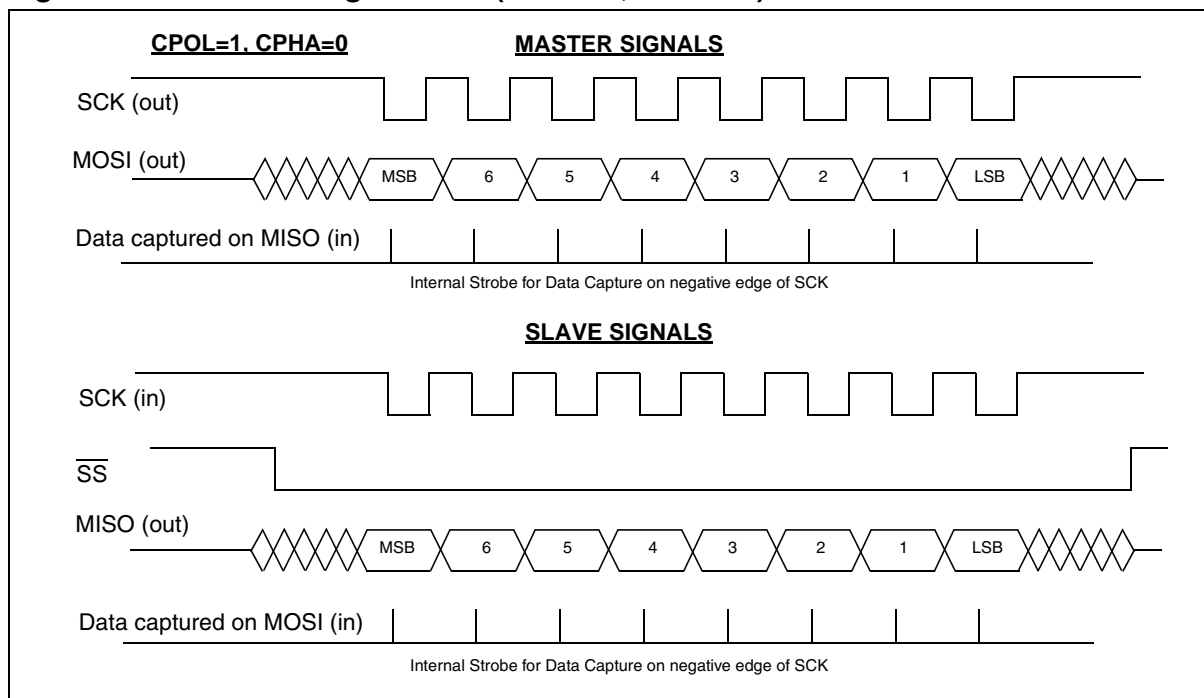 CPOL=1, CPHA=0 MASTER SIGNALS
SCK (out)
MOSI (out)
MSB 6 5 4 3 2 1 LSB
Data captured on MISO (in)
Internal Strobe for Data Capture on negative edge of SCK
SLAVE SIGNALS
SCK (in)
SS
MISO (out)
MSB 6 5 4 3 2 1 LSB
Data captured on MOSI (in)
Internal Strobe for Data Capture on negative edge of SCK